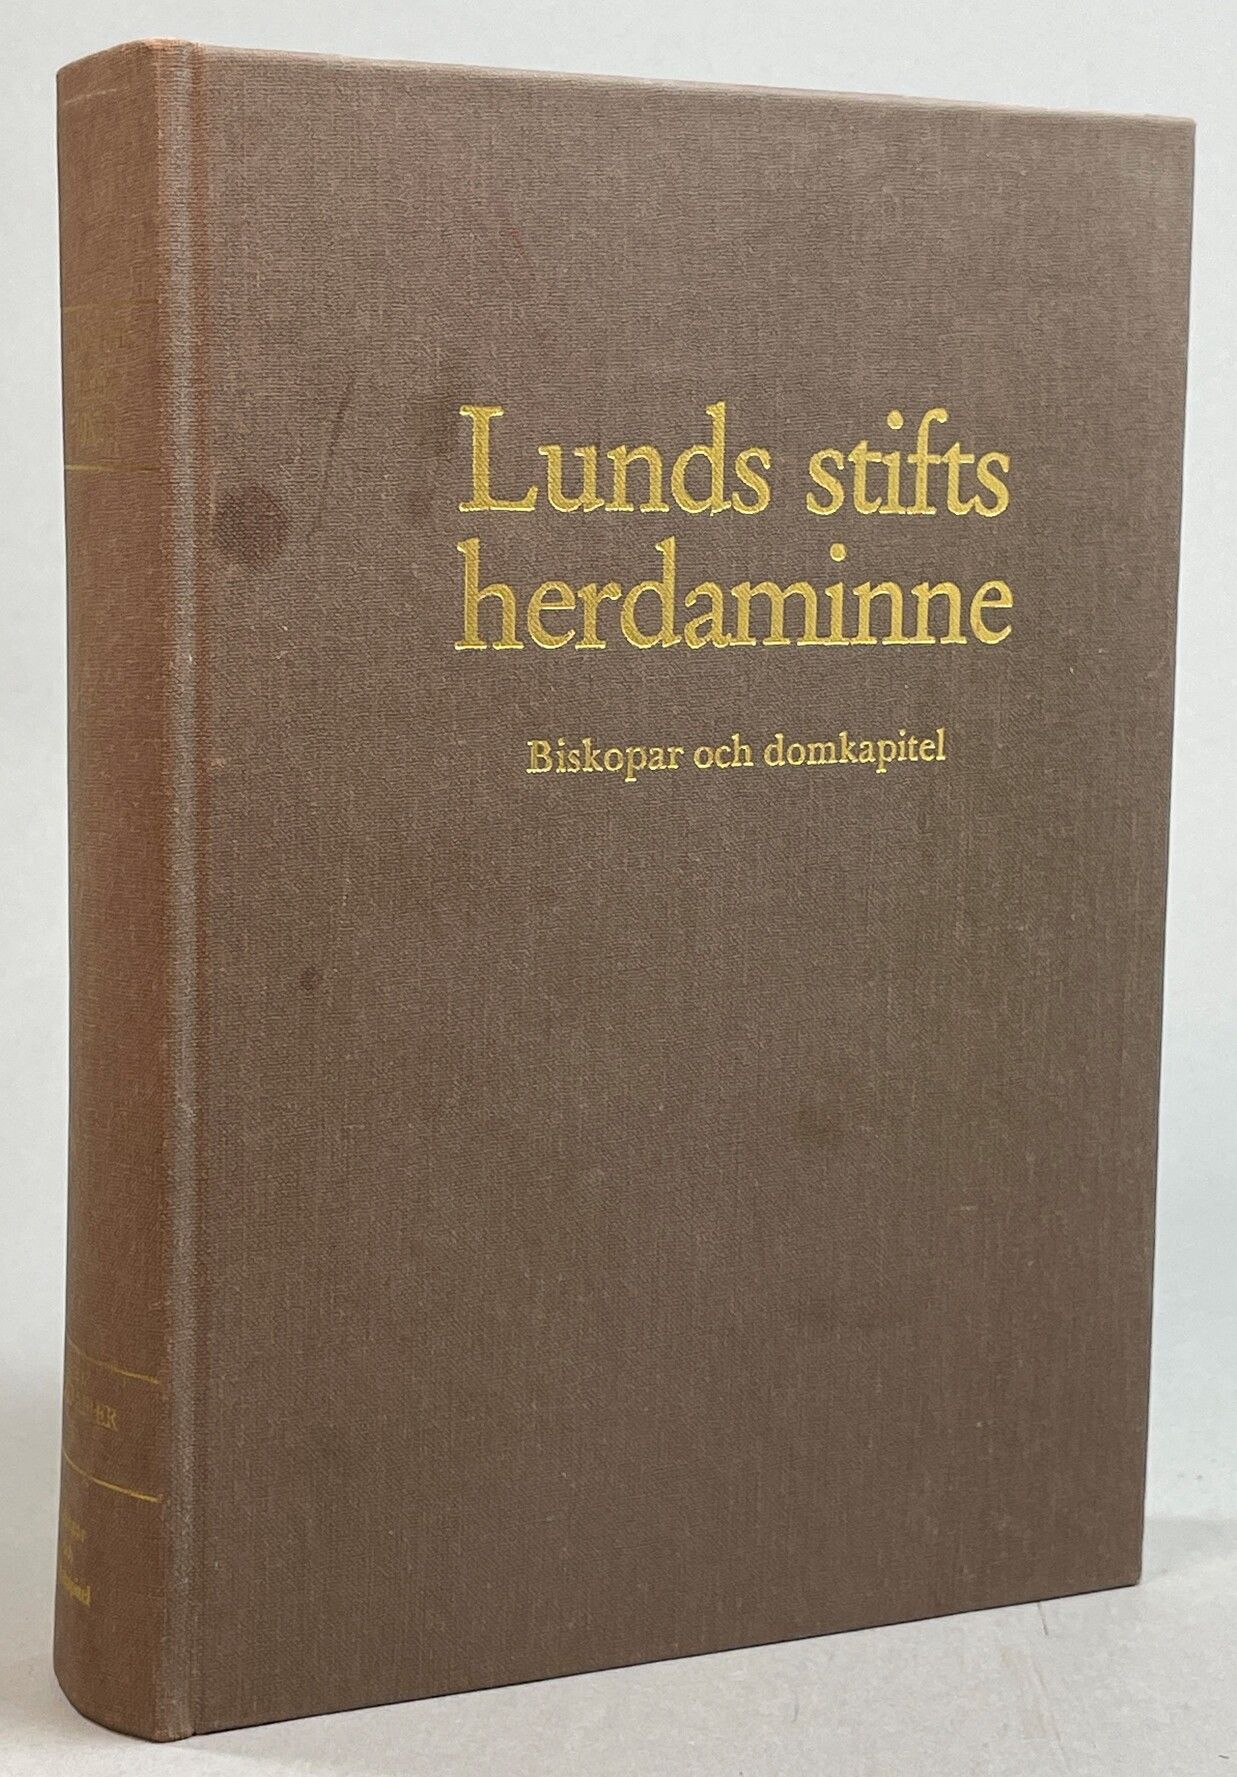 Lunds stifts
herdaminne
Biskopar och domkapitel